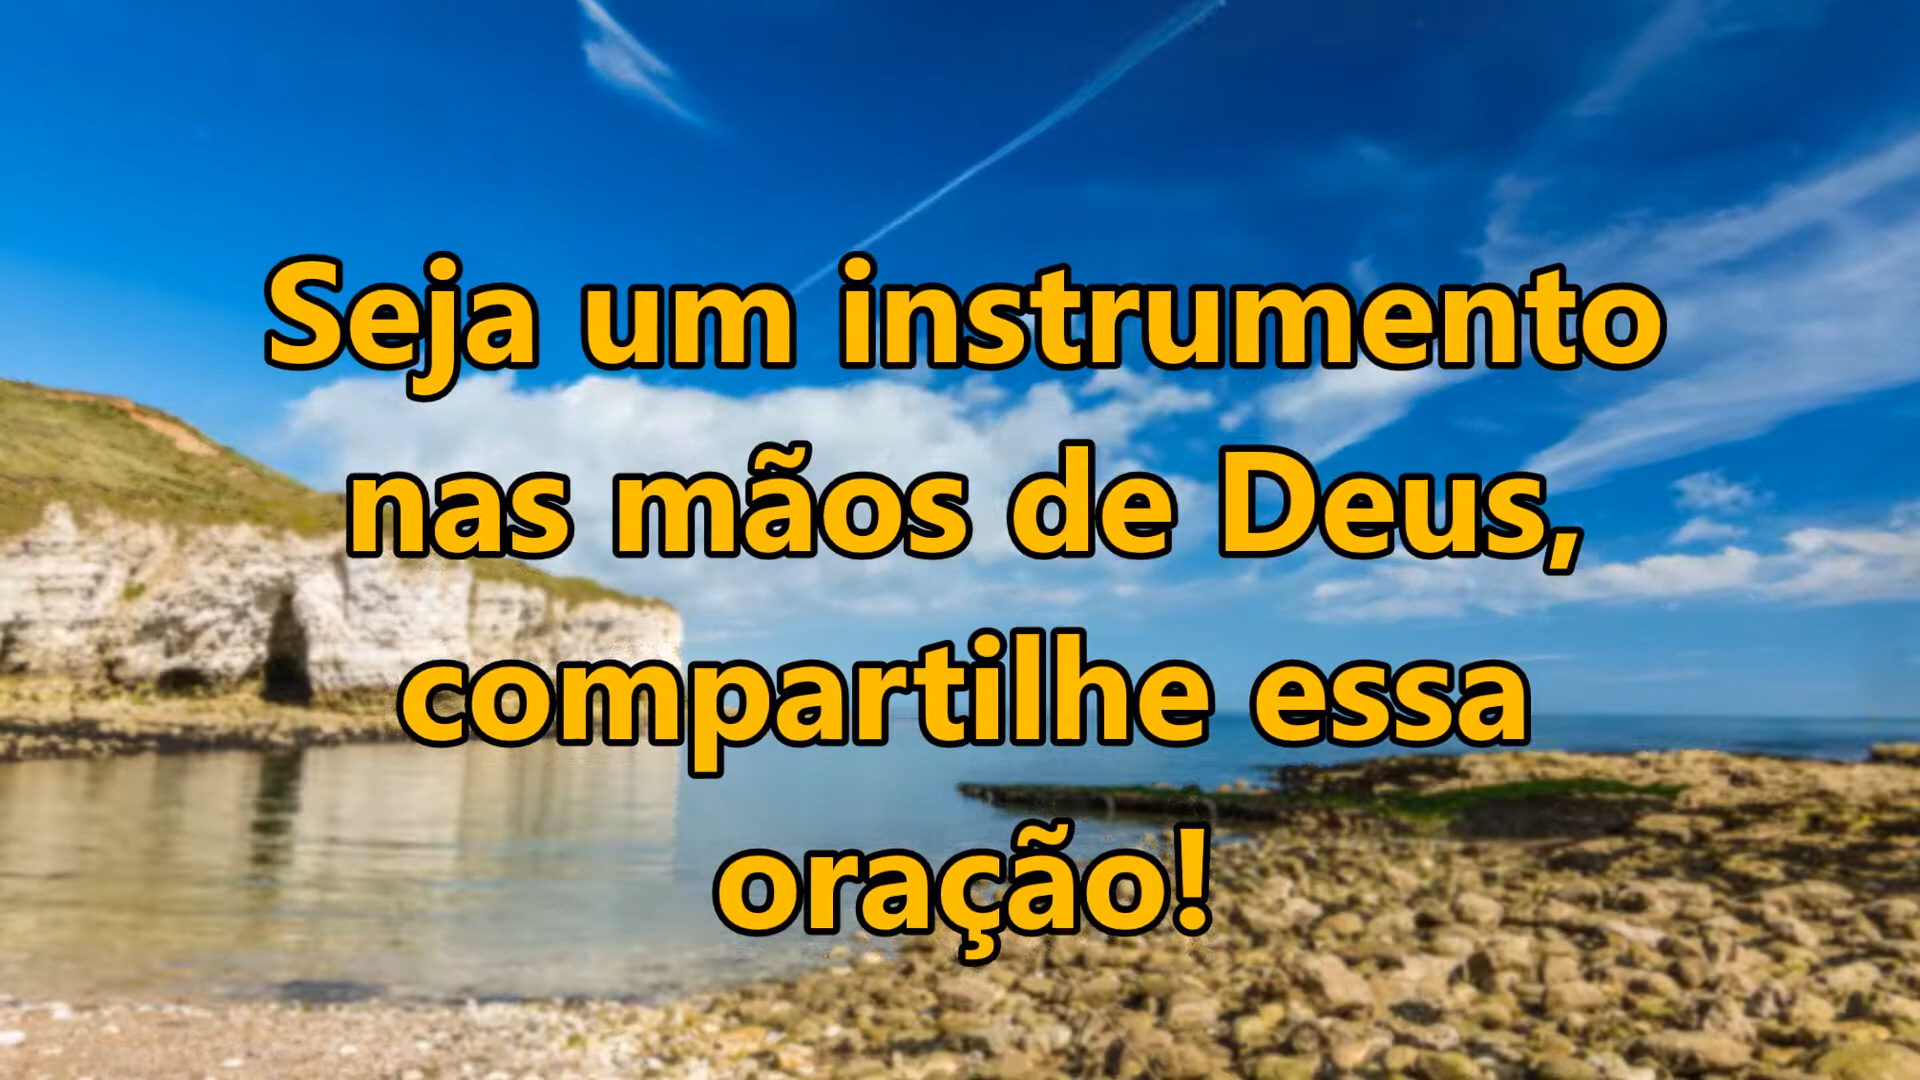 Seja um instrumento
nas mãos de Deus,
compartilhe essa
oração!